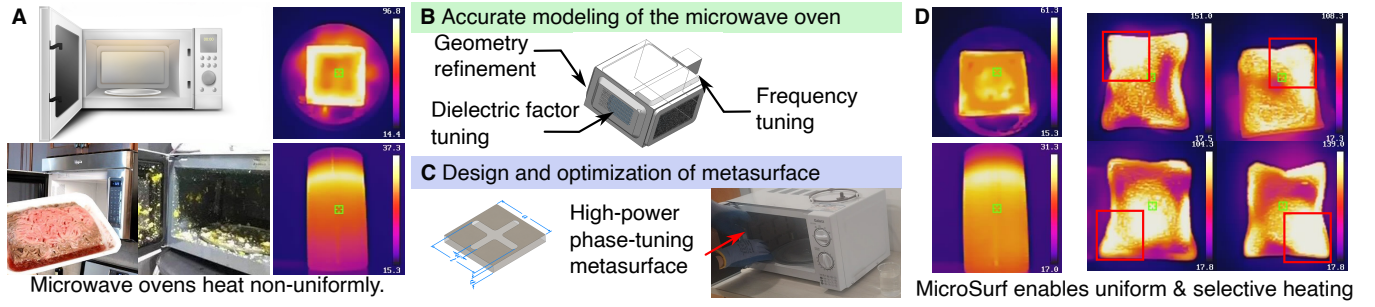 A
96.8
14.4
37.3
15.3
Microwave ovens heat non-uniformly.
B Accurate modeling of the microwave oven
Geometry
refinement
Dielectric factor
tuning
Frequency
tuning
C Design and optimization of metasurface
High-power
phase-tuning
metasurface
D
61.3
15.3
31.3
17.0
151.0
17.5
108.3
17.3
104.3
17.8
139.0
17.8
MicroSurf enables uniform & selective heating